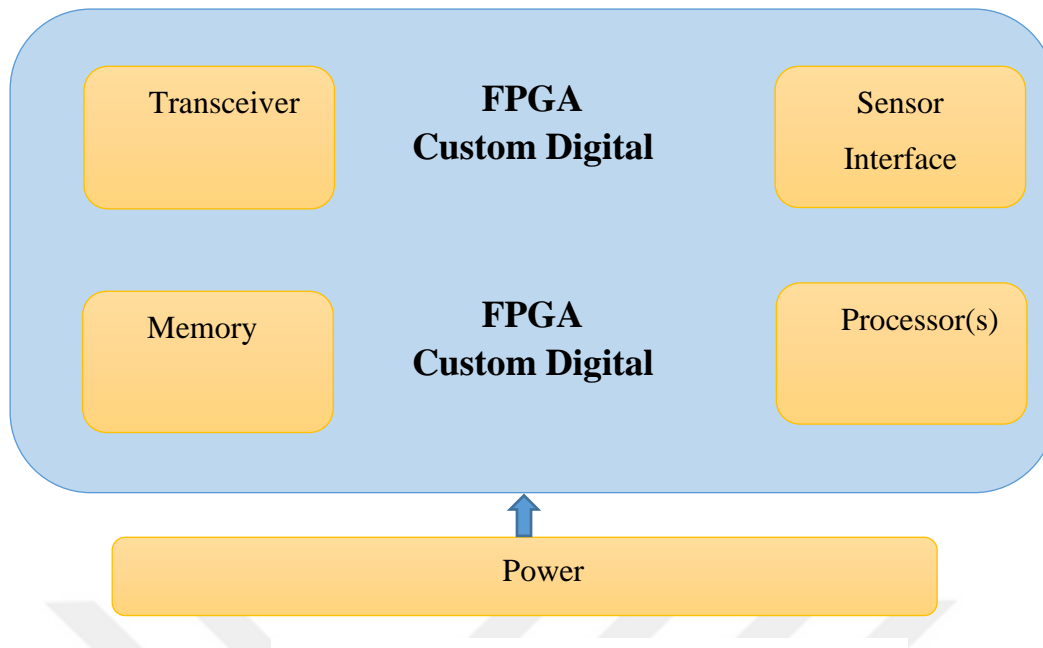 Transceiver
FPGA
Custom Digital
Sensor
Interface
Memory
FPGA
Custom Digital
Processor(s)
Power